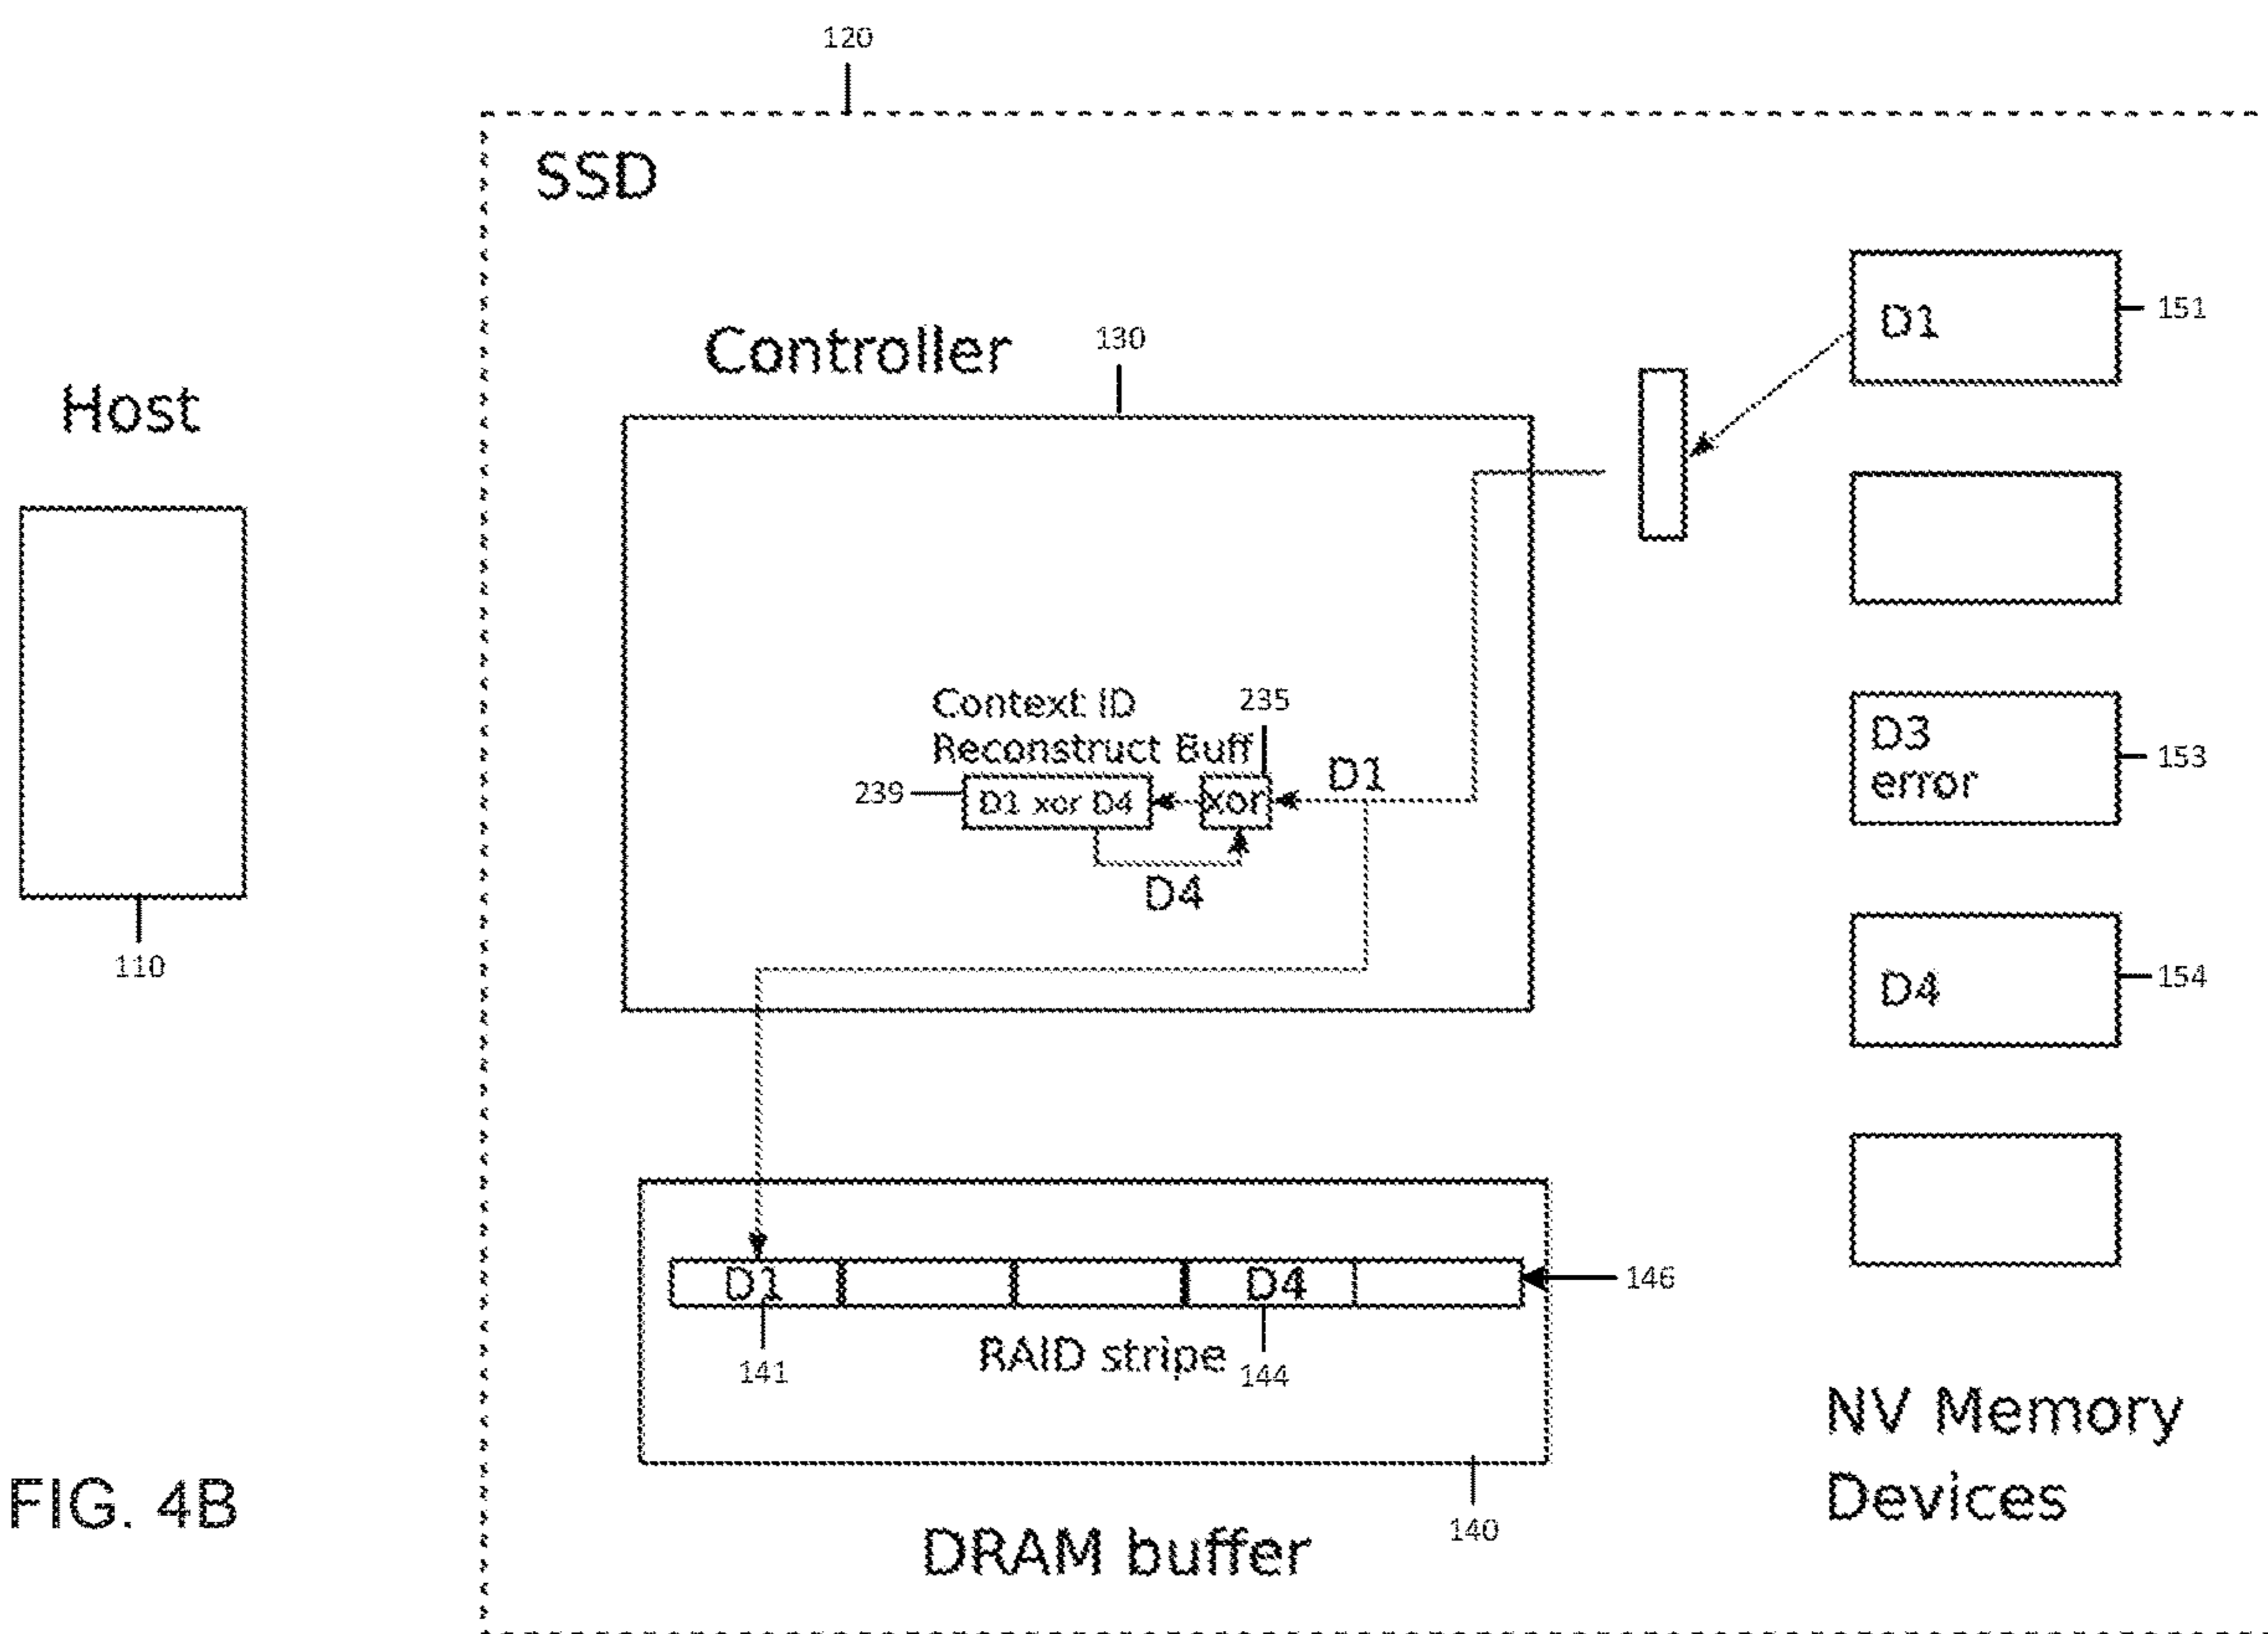 120
SSD
Controller
130
Host
110
D1
151
D3
error
153
D4
154
Context ID
Reconstruct Buff
235
239
D1 xor D4
xor
D1
D4
D1
D4
146
141
RAID stripe
144
140
DRAM buffer
NV Memory
Devices
FIG. 4B